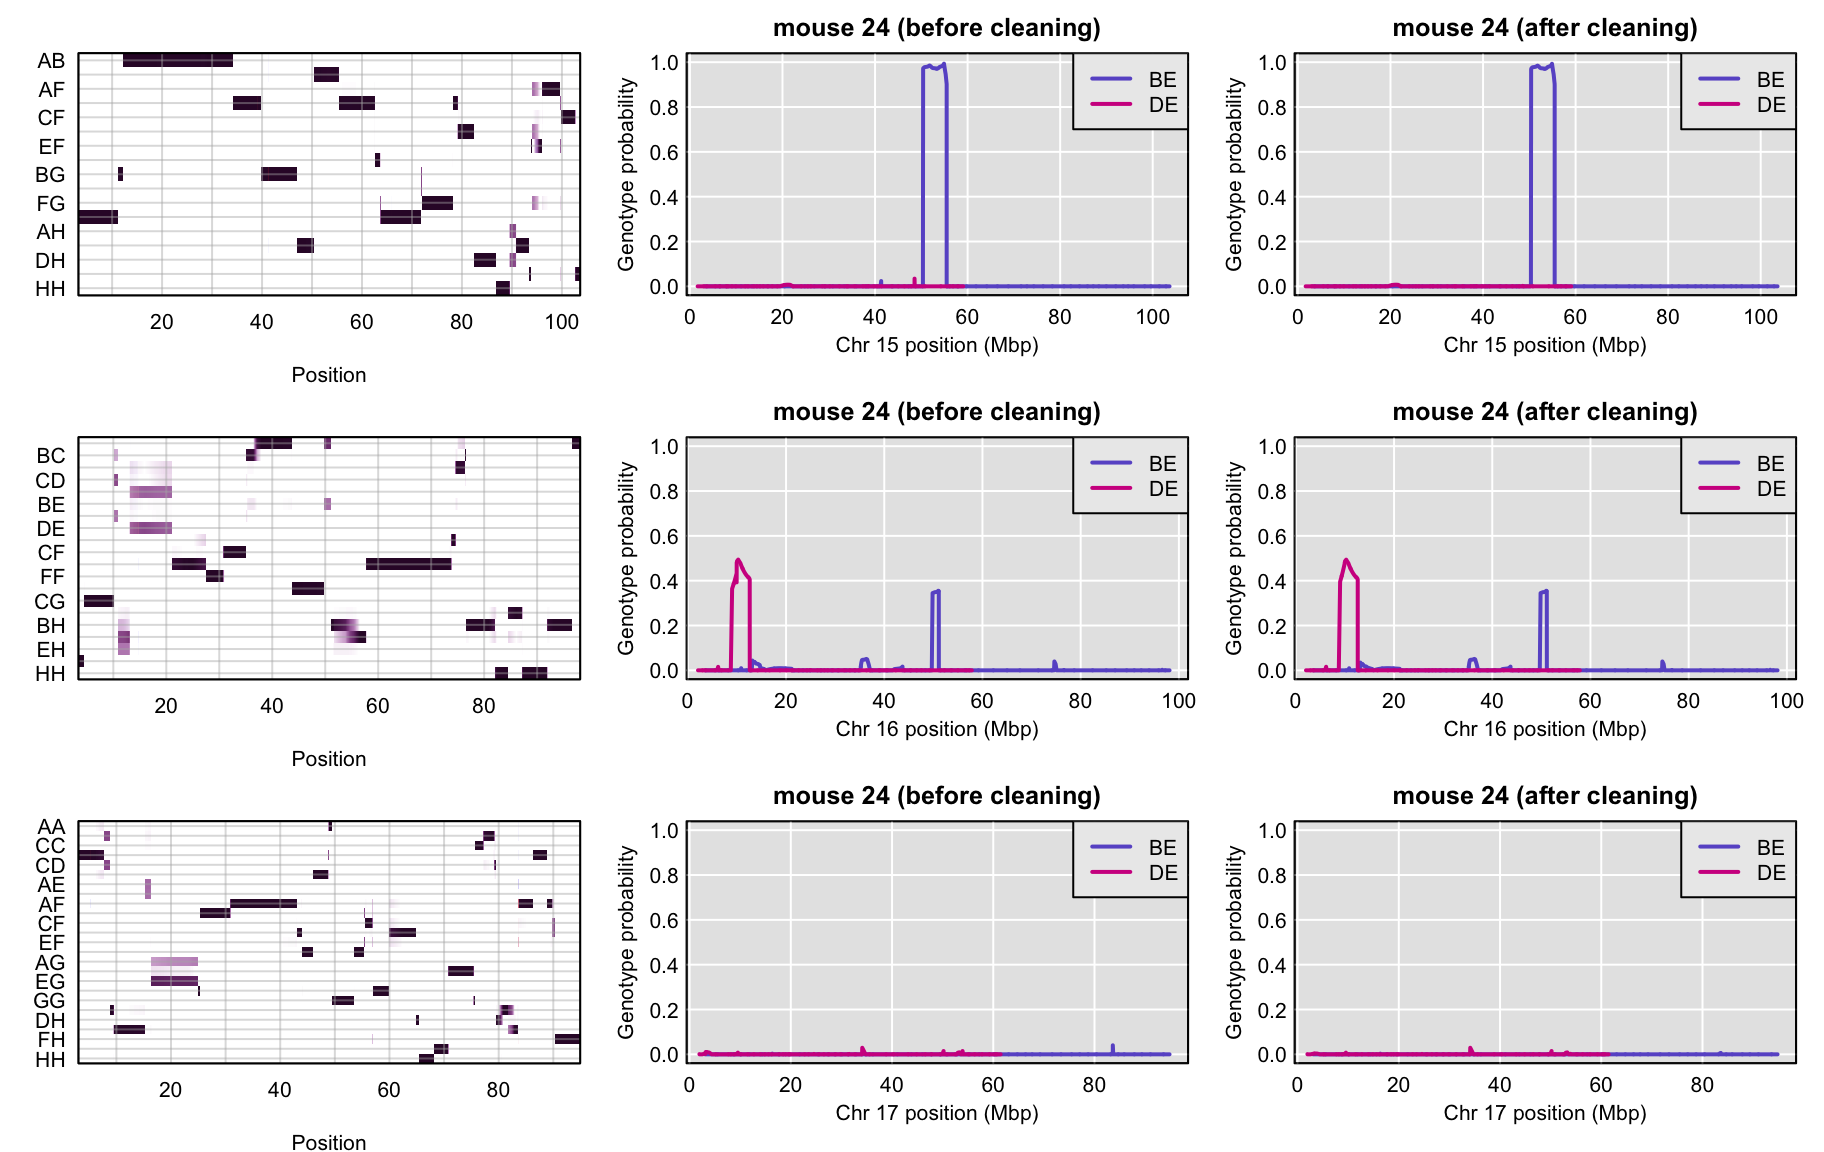 AB
AF
CF
EF
BG
FG
AH
DH
HH
20 40 60 80 100
Position
mouse 24 (before cleaning)
Genotype probability
1.0
0.8
0.6
0.4
0.2
0.0
BE
DE
0 20 40 60 80 100
Chr 15 position (Mbp)
mouse 24 (after cleaning)
Genotype probability
1.0
0.8
0.6
0.4
0.2
0.0
BE
DE
0 20 40 60 80 100
Chr 15 position (Mbp)
BC
CD
BE
DE
CF
FF
CG
BH
EH
HH
20 40 60 80
Position
mouse 24 (before cleaning)
Genotype probability
1.0
0.8
0.6
0.4
0.2
0.0
BE
DE
0 20 40 60 80 100
Chr 16 position (Mbp)
mouse 24 (after cleaning)
Genotype probability
1.0
0.8
0.6
0.4
0.2
0.0
BE
DE
0 20 40 60 80 100
Chr 16 position (Mbp)
AA
CC
CD
AE
AF
CF
EF
AG
EG
GG
DH
FH
HH
20 40 60 80
Position
mouse 24 (before cleaning)
Genotype probability
1.0
0.8
0.6
0.4
0.2
0.0
BE
DE
0 20 40 60 80
Chr 17 position (Mbp)
mouse 24 (after cleaning)
Genotype probability
1.0
0.8
0.6
0.4
0.2
0.0
BE
DE
0 20 40 60 80
Chr 17 position (Mbp)